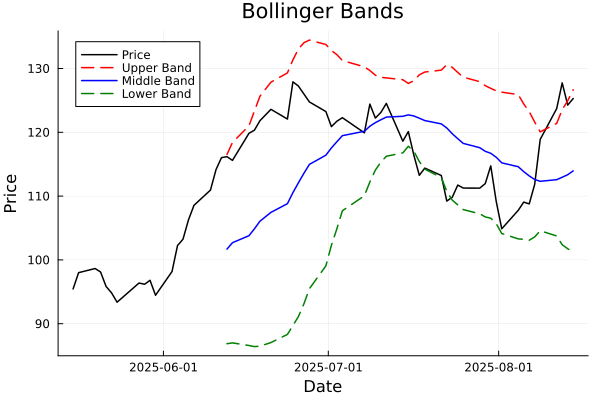 Bollinger Bands
Price
Upper Band
Middle Band
Lower Band
130
120
110
100
90
Price
2025-06-01
2025-07-01
2025-08-01
Date